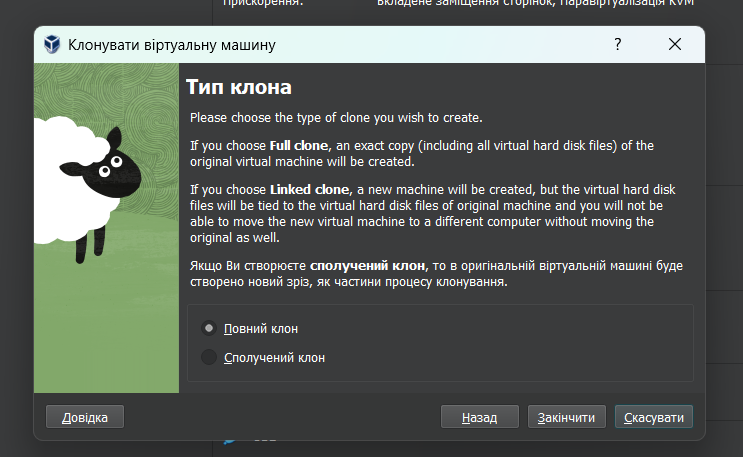 Прискорення: Вкладене заміщення сторінок, Паравіртуалізація KVM
Клонувати віртуальну машину
?
Тип клона
Please choose the type of clone you wish to create.
If you choose Full clone, an exact copy (including all virtual hard disk files) of the
original virtual machine will be created.
If you choose Linked clone, a new machine will be created, but the virtual hard disk
files will be tied to the virtual hard disk files of original machine and you will not be
able to move the new virtual machine to a different computer without moving the
original as well.
Якщо Ви створюєте сполучений клон, то в оригінальній віртуальній машині буде
створено новий зріз, як частини процесу клонування.
Повний клон
Сполучений клон
Довідка Назад Закінчити Скасувати